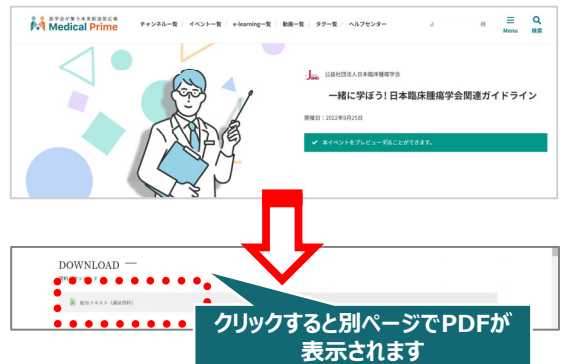 医学会が集う未来創造型広場
Medical Prime
チャンネル一覧 / イベント一覧 / e-learning一覧 / 動画一覧 / タグ一覧 / ヘルプセンター
様
Menu
検索
公益社団法人日本臨床腫瘍学会
一緒に学ぼう! 日本臨床腫瘍学会関連ガイドライン
開催日：2022年9月25日
本イベントをプレビューすることができます。
DOWNLOAD
配布テキスト（講演資料）
クリックすると別ページでPDFが
表示されます